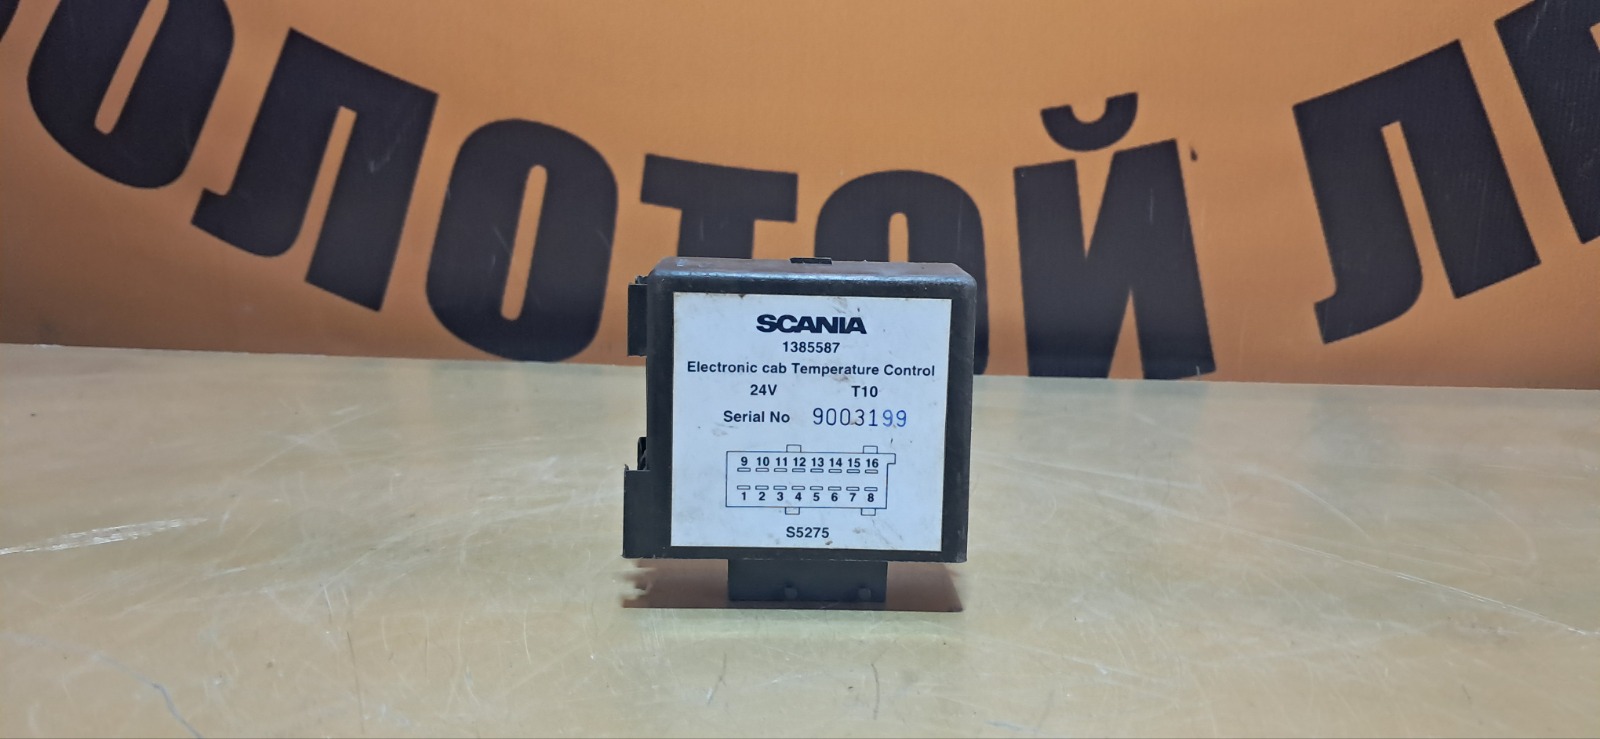 ОЛОТОЙ Л
SCANIA
1385587
Electronic cab Temperature Control
24V T10
Serial No 9003199
9 10 11 12 13 14 15 16
1 2 3 4 5 6 7 8
S5275